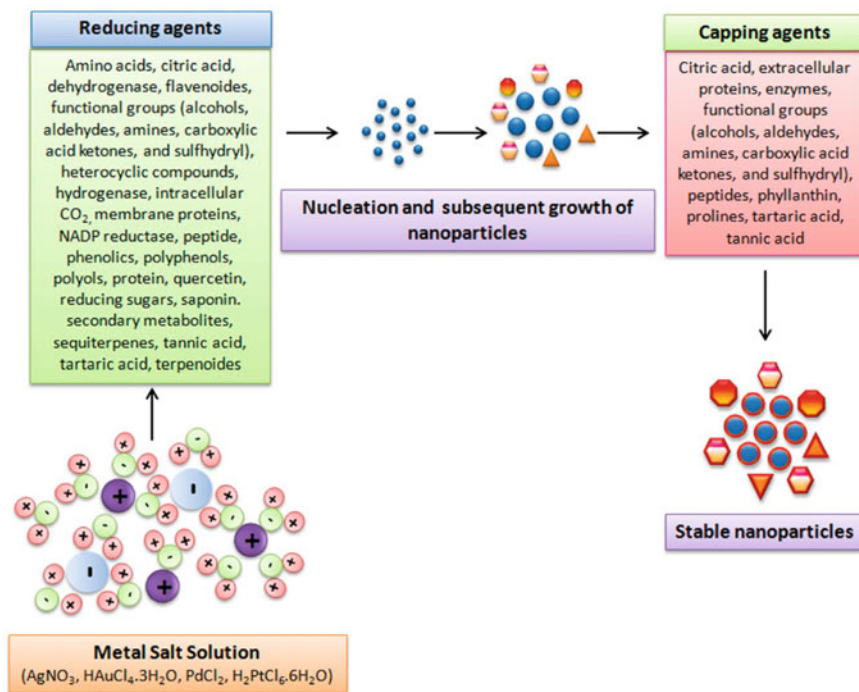 Reducing agents
Amino acids, citric acid,
dehydrogenase, flavenoides,
functional groups (alcohols,
aldehydes, amines, carboxylic
acid ketones, and sulfhydryl),
heterocyclic compounds,
hydrogenase, intracellular
CO₂, membrane proteins,
NADP reductase, peptide,
phenolics, polyphenols,
polyols, protein, quercetin,
reducing sugars, saponin.
secondary metabolites,
sequiterpenes, tannic acid,
tartaric acid, terpenoides
Nucleation and subsequent growth of
nanoparticles
Capping agents
Citric acid, extracellular
proteins, enzymes,
functional groups
(alcohols, aldehydes,
amines, carboxylic acid
ketones, and sulfhydryl),
peptides, phyllanthin,
prolines, tartaric acid,
tannic acid
Stable nanoparticles
Metal Salt Solution
(AgNO₃, HAuCl₄.3H₂O, PdCl₂, H₂PtCl₆.6H₂O)